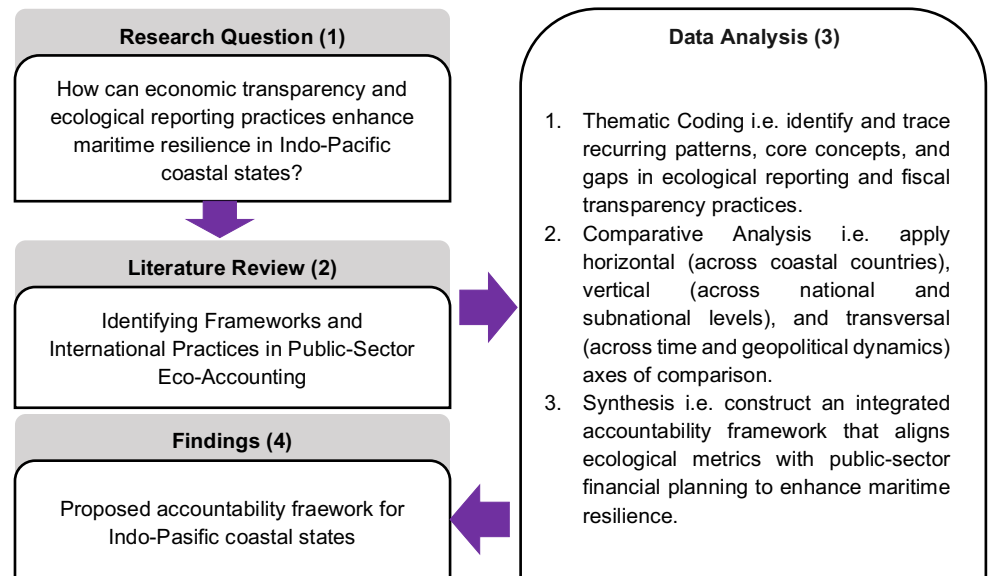 Research Question (1)
How can economic transparency and
ecological reporting practices enhance
maritime resilience in Indo-Pacific
coastal states?
Literature Review (2)
Identifying Frameworks and
International Practices in Public-Sector
Eco-Accounting
Data Analysis (3)
1. Thematic Coding i.e. identify and trace
recurring patterns, core concepts, and
gaps in ecological reporting and fiscal
transparency practices.
2. Comparative Analysis i.e. apply
horizontal (across coastal countries),
vertical (across national and
subnational levels), and transversal
(across time and geopolitical dynamics)
axes of comparison.
3. Synthesis i.e. construct an integrated
accountability framework that aligns
ecological metrics with public-sector
financial planning to enhance maritime
resilience.
Findings (4)
Proposed accountability fraework for
Indo-Pasific coastal states